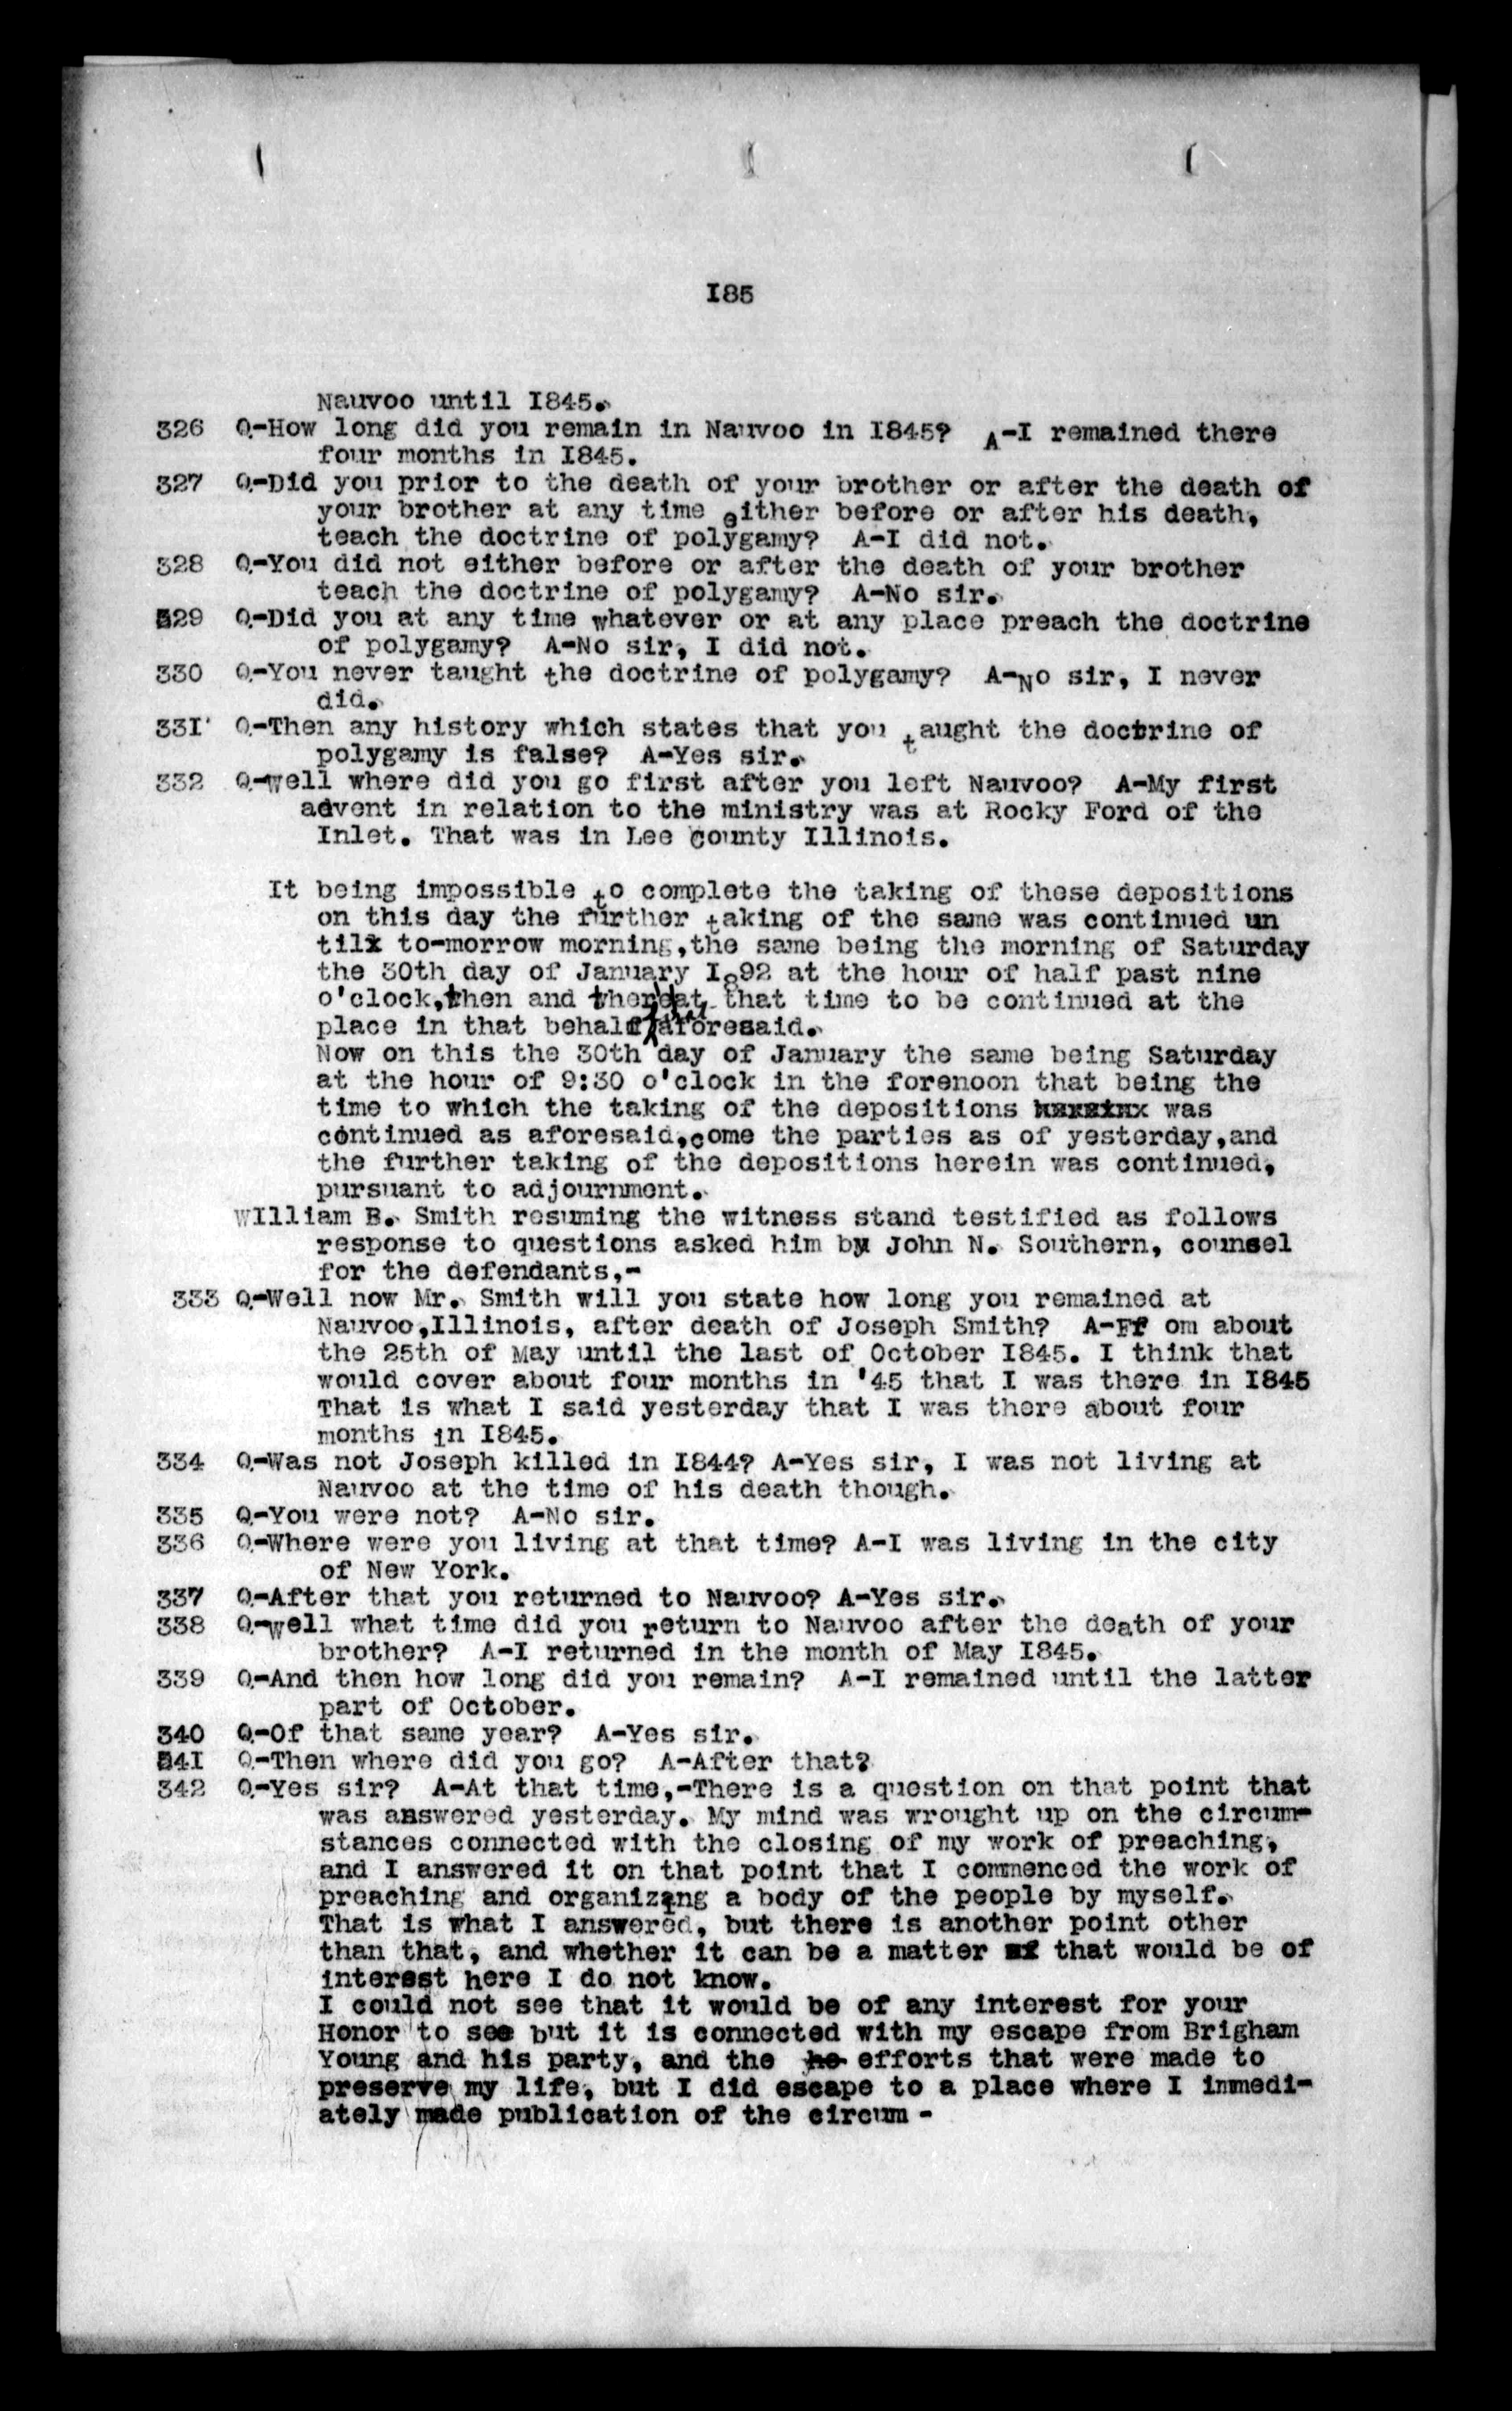 185
Nauvoo until 1845.
326 Q-How long did you remain in Nauvoo in 1845? A-I remained there
four months in 1845.
327 Q-Did you prior to the death of your brother or after the death of
your brother at any time either before or after his death,
teach the doctrine of polygamy? A-I did not.
328 Q-You did not either before or after the death of your brother
teach the doctrine of polygamy? A-No sir.
329 Q-Did you at any time whatever or at any place preach the doctrine
of polygamy? A-No sir, I did not.
330 Q-You never taught the doctrine of polygamy? A-No sir, I never
did.
331 Q-Then any history which states that you taught the doctrine of
polygamy is false? A-Yes sir.
332 Q-Well where did you go first after you left Nauvoo? A-My first
advent in relation to the ministry was at Rocky Ford of the
Inlet. That was in Lee County Illinois.
It being impossible to complete the taking of these depositions
on this day the further taking of the same was continued un
till to-morrow morning,the same being the morning of Saturday
the 30th day of January 1892 at the hour of half past nine
o'clock,then and there at that time to be continued at the
place in that behalf aforesaid.
Now on this the 30th day of January the same being Saturday
at the hour of 9:30 o'clock in the forenoon that being the
time to which the taking of the depositions was
continued as aforesaid,come the parties as of yesterday,and
the further taking of the depositions herein was continued,
pursuant to adjournment.
WIlliam B. Smith resuming the witness stand testified as follows
response to questions asked him by John N. Southern, counsel
for the defendants,-
333 Q-Well now Mr. Smith will you state how long you remained at
Nauvoo,Illinois, after death of Joseph Smith? A-Ff om about
the 25th of May until the last of October 1845. I think that
would cover about four months in '45 that I was there in 1845
That is what I said yesterday that I was there about four
months in 1845.
334 Q-Was not Joseph killed in 1844? A-Yes sir, I was not living at
Nauvoo at the time of his death though.
335 Q-You were not? A-No sir.
336 Q-Where were you living at that time? A-I was living in the city
of New York.
337 Q-After that you returned to Nauvoo? A-Yes sir.
338 Q-Well what time did you return to Nauvoo after the death of your
brother? A-I returned in the month of May 1845.
339 Q-And then how long did you remain? A-I remained until the latter
part of October.
340 Q-Of that same year? A-Yes sir.
341 Q-Then where did you go? A-After that?
342 Q-Yes sir? A-At that time,-There is a question on that point that
was answered yesterday. My mind was wrought up on the circum-
stances connected with the closing of my work of preaching,
and I answered it on that point that I commenced the work of
preaching and organizing a body of the people by myself.
That is what I answered, but there is another point other
than that, and whether it can be a matter of that would be of
interest here I do not know.
I could not see that it would be of any interest for your
Honor to see but it is connected with my escape from Brigham
Young and his party, and the he efforts that were made to
preserve my life, but I did escape to a place where I immedi-
ately made publication of the circum -